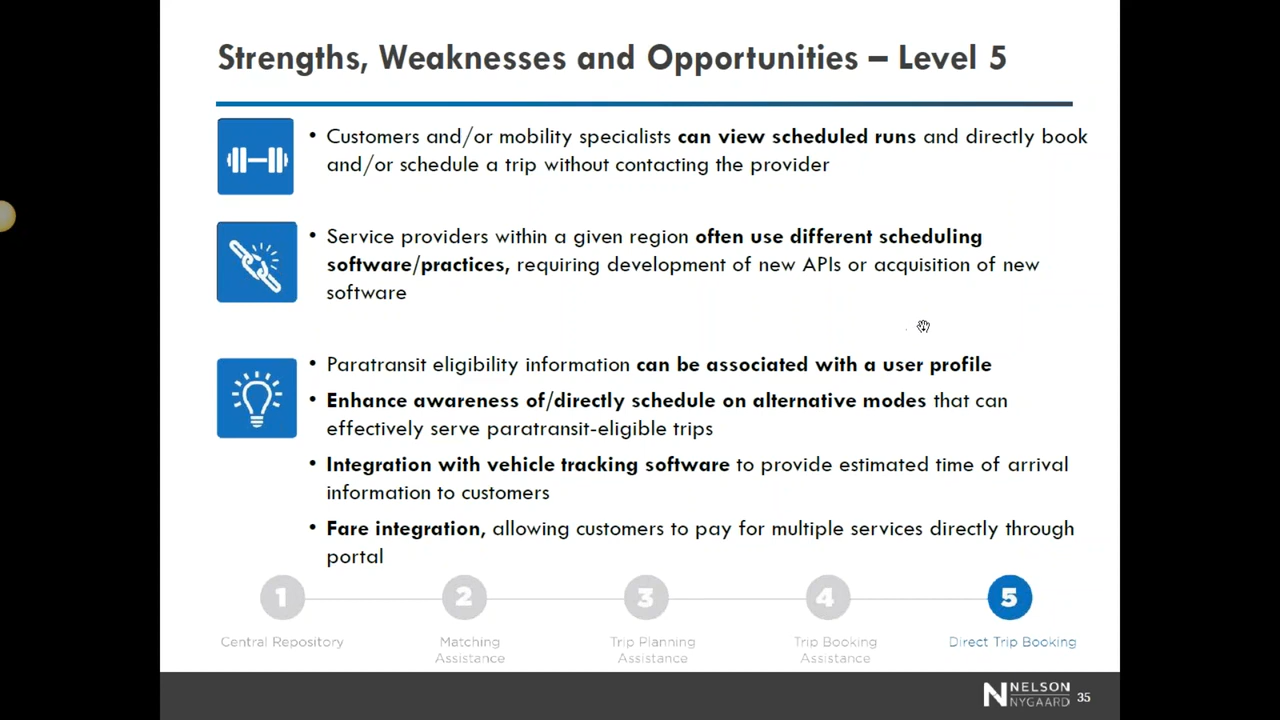 Strengths, Weaknesses and Opportunities – Level 5
• Customers and/or mobility specialists can view scheduled runs and directly book
and/or schedule a trip without contacting the provider
• Service providers within a given region often use different scheduling
software/practices, requiring development of new APIs or acquisition of new
software
• Paratransit eligibility information can be associated with a user profile
• Enhance awareness of/directly schedule on alternative modes that can
effectively serve paratransit-eligible trips
• Integration with vehicle tracking software to provide estimated time of arrival
information to customers
• Fare integration, allowing customers to pay for multiple services directly through
portal
1
2
3
4
5
Central Repository
Matching
Assistance
Trip Planning
Assistance
Trip Booking
Assistance
Direct Trip Booking
N NELSON
NYGAARD
35